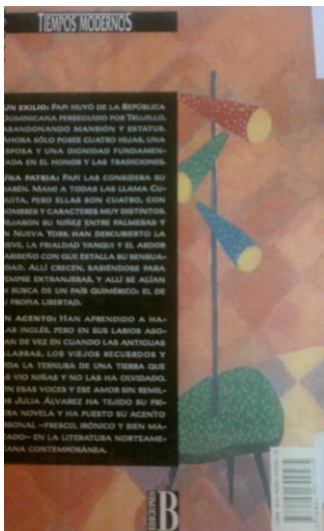 TIEMPOS MODERNOS
UN EXILIO: PAPI HUYÓ DE LA REPÚBLICA
DOMINICANA PERSEGUIDO POR TRUJILLO,
ABANDONANDO MANSIÓN Y ESTATUS.
AHORA SÓLO POSEE CUATRO HIJAS, UNA
ESPOSA Y UNA DIGNIDAD FUNDAMEN-
TADA EN EL HONOR Y LAS TRADICIONES.
UNA PATRIA: PAPI LAS CONSIDERA SU
HARÉN. MAMI A TODAS LAS LLAMA CU-
QUITA, PERO ELLAS SON CUATRO, CON
NOMBRES Y CARACTERES MUY DISTINTOS.
DEJARON SU NIÑEZ ENTRE PALMERAS Y
EN NUEVA YORK HAN DESCUBIERTO LA
NIEVE, LA FRIALDAD YANQUI Y EL ARDOR
CARIBEÑO CON QUE ESTALLA SU SENSUA-
LIDAD. ALLÍ CRECEN, SABIÉNDOSE PARA
SIEMPRE EXTRANJERAS, Y ALLÍ SE ALÍAN
EN BUSCA DE UN PAÍS QUIMÉRICO: EL DE
SU PROPIA LIBERTAD.
UN ACENTO: HAN APRENDIDO A HA-
BLAR INGLÉS, PERO EN SUS LABIOS ASO-
MAN DE VEZ EN CUANDO LAS ANTIGUAS
PALABRAS, LOS VIEJOS RECUERDOS Y
TODA LA TERNURA DE UNA TIERRA QUE
LAS VIO NIÑAS Y NO LAS HA OLVIDADO.
CON ESAS VOCES Y ESE AMOR SIN REMIL-
GOS JULIA ÁLVAREZ HA TEJIDO SU PRI-
MERA NOVELA Y HA PUESTO SU ACENTO
PERSONAL –FRESCO, IRÓNICO Y BIEN MA-
TADO– EN LA LITERATURA NORTEAME-
RICANA CONTEMPORÁNEA.
EDICIONES B